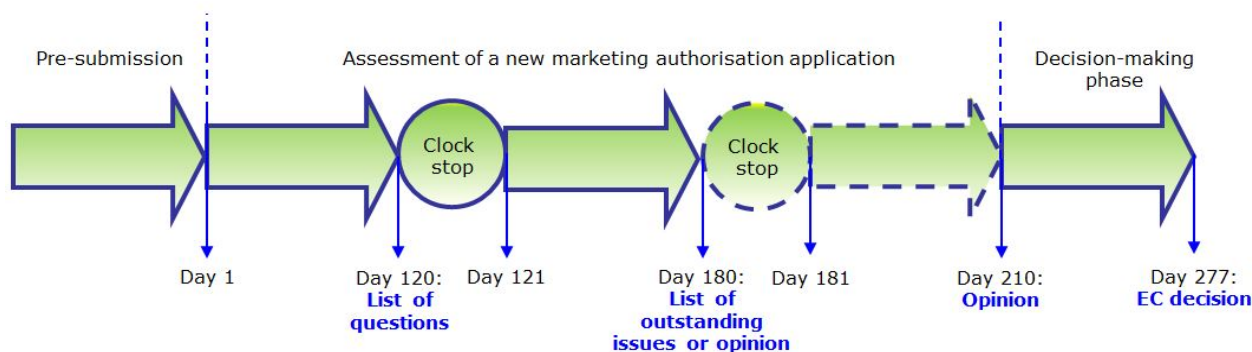 Pre-submission
Assessment of a new marketing authorisation application
Decision-making
phase
Clock
stop
Clock
stop
Day 1
Day 120:
List of
questions
Day 121
Day 180:
List of
outstanding
issues or opinion
Day 181
Day 210:
Opinion
Day 277:
EC decision